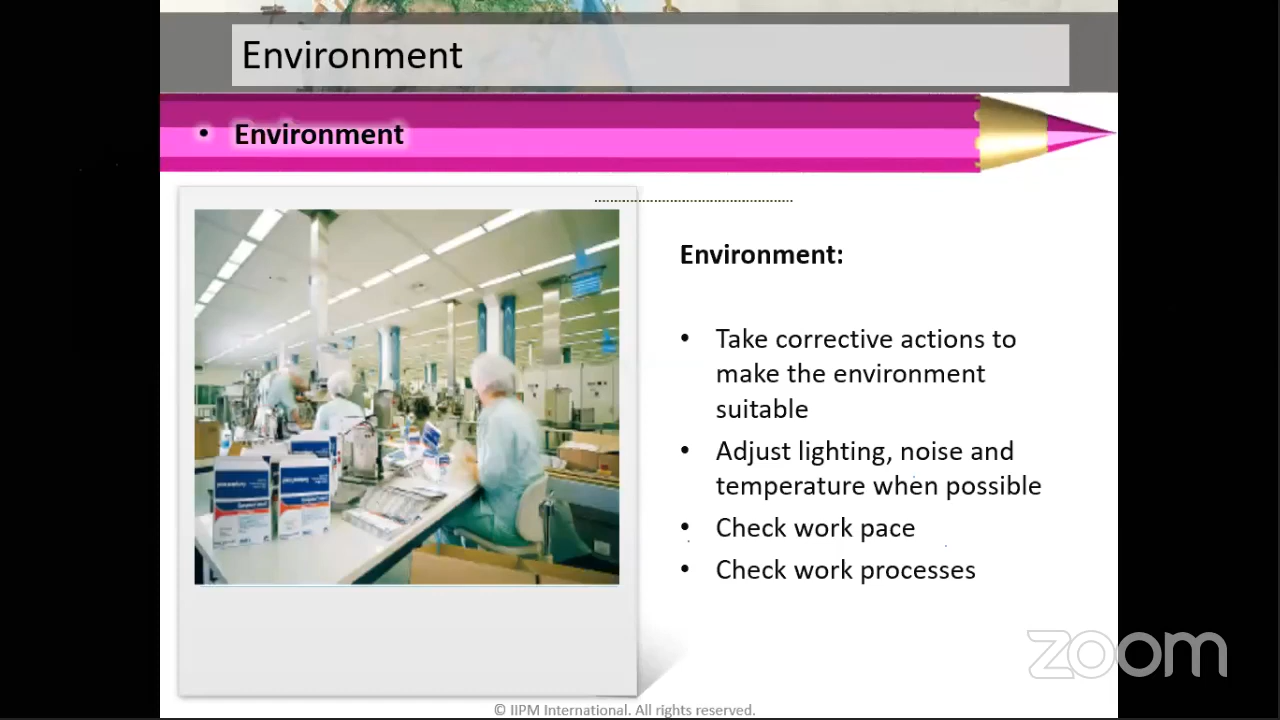 Environment
• Environment
Environment:
• Take corrective actions to
make the environment
suitable
• Adjust lighting, noise and
temperature when possible
• Check work pace
• Check work processes
zoom
© IIPM International. All rights reserved.